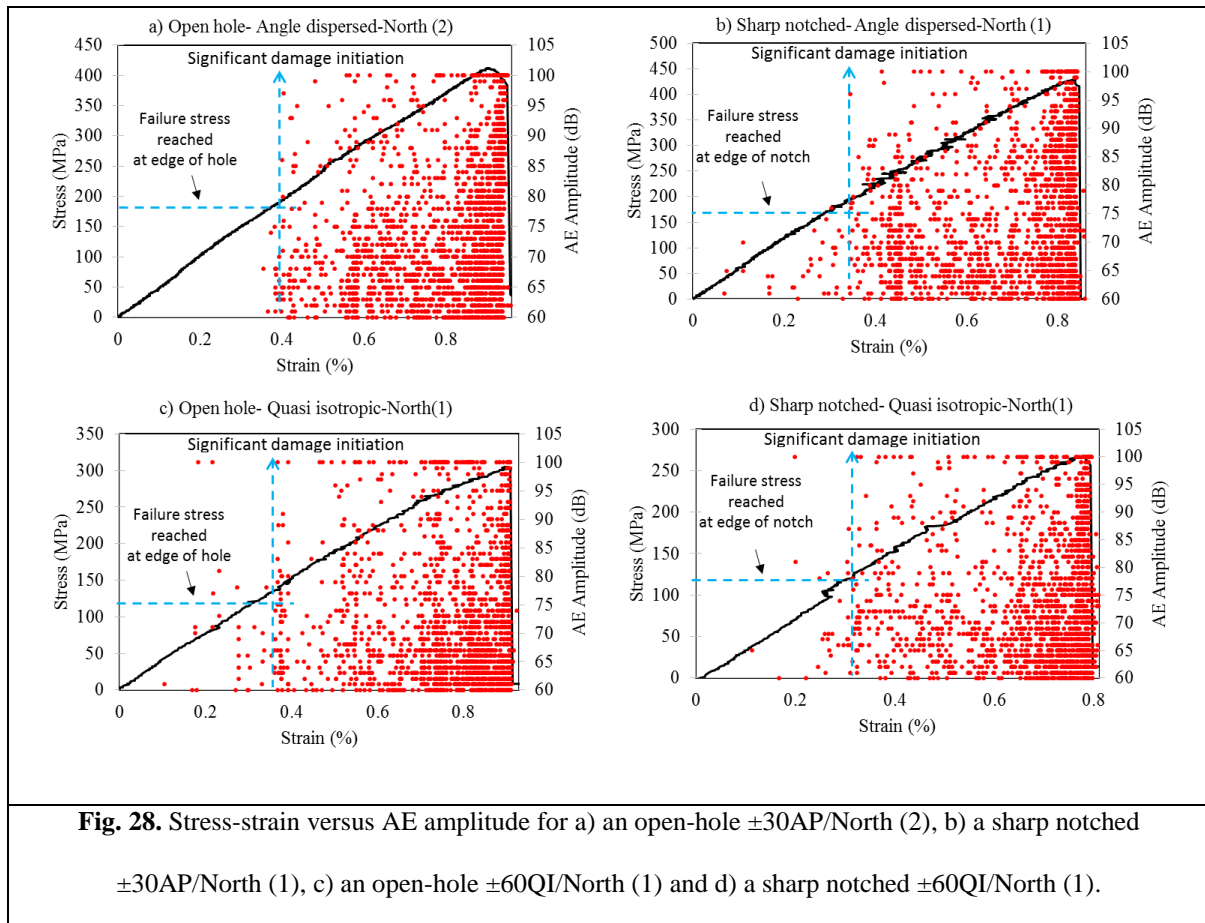 a) Open hole- Angle dispersed-North (2)
450
400
350
300
250
200
150
100
50
0
Stress (MPa)
Significant damage initiation
Failure stress
reached
at edge of hole
105
100
95
90
85
80
75
70
65
60
AE Amplitude (dB)
0 0.2 0.4 0.6 0.8
Strain (%)
b) Sharp notched- Angle dispersed-North (1)
500
450
400
350
300
250
200
150
100
50
0
Stress (MPa)
Significant damage initiation
Failure stress
reached
at edge of notch
105
100
95
90
85
80
75
70
65
60
AE Amplitude (dB)
0 0.2 0.4 0.6 0.8
Strain (%)
c) Open hole- Quasi isotropic-North(1)
350
300
250
200
150
100
50
0
Stress (MPa)
Significant damage initiation
Failure stress
reached
at edge of hole
105
100
95
90
85
80
75
70
65
60
AE Amplitude (dB)
0 0.2 0.4 0.6 0.8
Strain (%)
d) Sharp notched- Quasi isotropic-North(1)
300
250
200
150
100
50
0
Stress (MPa)
Significant damage initiation
Failure stress
reached
at edge of notch
105
100
95
90
85
80
75
70
65
60
AE Amplitude (dB)
0 0.2 0.4 0.6 0.8
Strain (%)
Fig. 28. Stress-strain versus AE amplitude for a) an open-hole ±30AP/North (2), b) a sharp notched
±30AP/North (1), c) an open-hole ±60QI/North (1) and d) a sharp notched ±60QI/North (1).